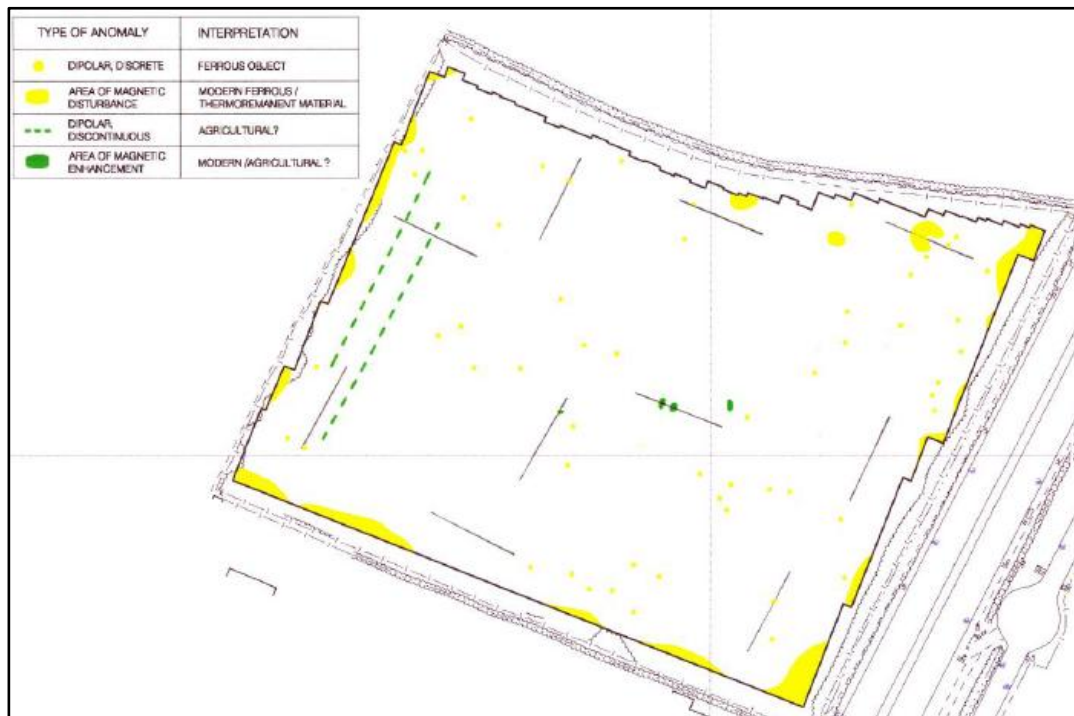 TYPE OF ANOMALY INTERPRETATION
DIPOLAR, DISCRETE FERROUS OBJECT
AREA OF MAGNETIC
DISTURBANCE
MODERN FERROUS /
THERMOREMANENT MATERIAL
DIPOLAR,
DISCONTINUOUS
AGRICULTURAL?
AREA OF MAGNETIC
ENHANCEMENT
MODERN /AGRICULTURAL ?